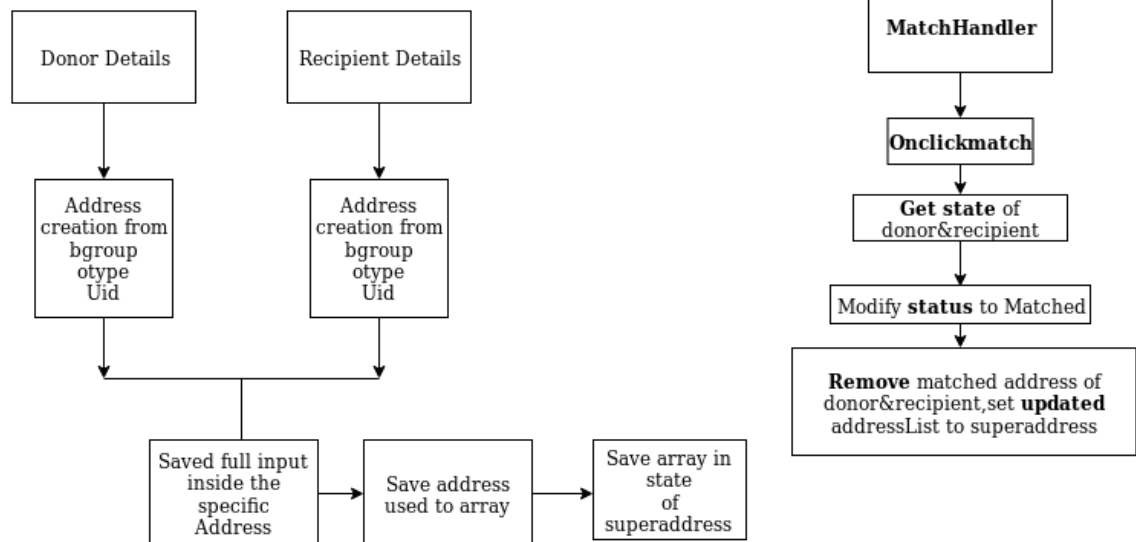 Donor Details
Recipient Details
Address
creation from
bgroup
otype
Uid
Address
creation from
bgroup
otype
Uid
Saved full input
inside the
specific
Address
Save address
used to array
Save array in
state
of
superaddress
MatchHandler
Onclickmatch
Get state of
donor&recipient
Modify status to Matched
Remove matched address of
donor&recipient,set updated
addressList to superaddress